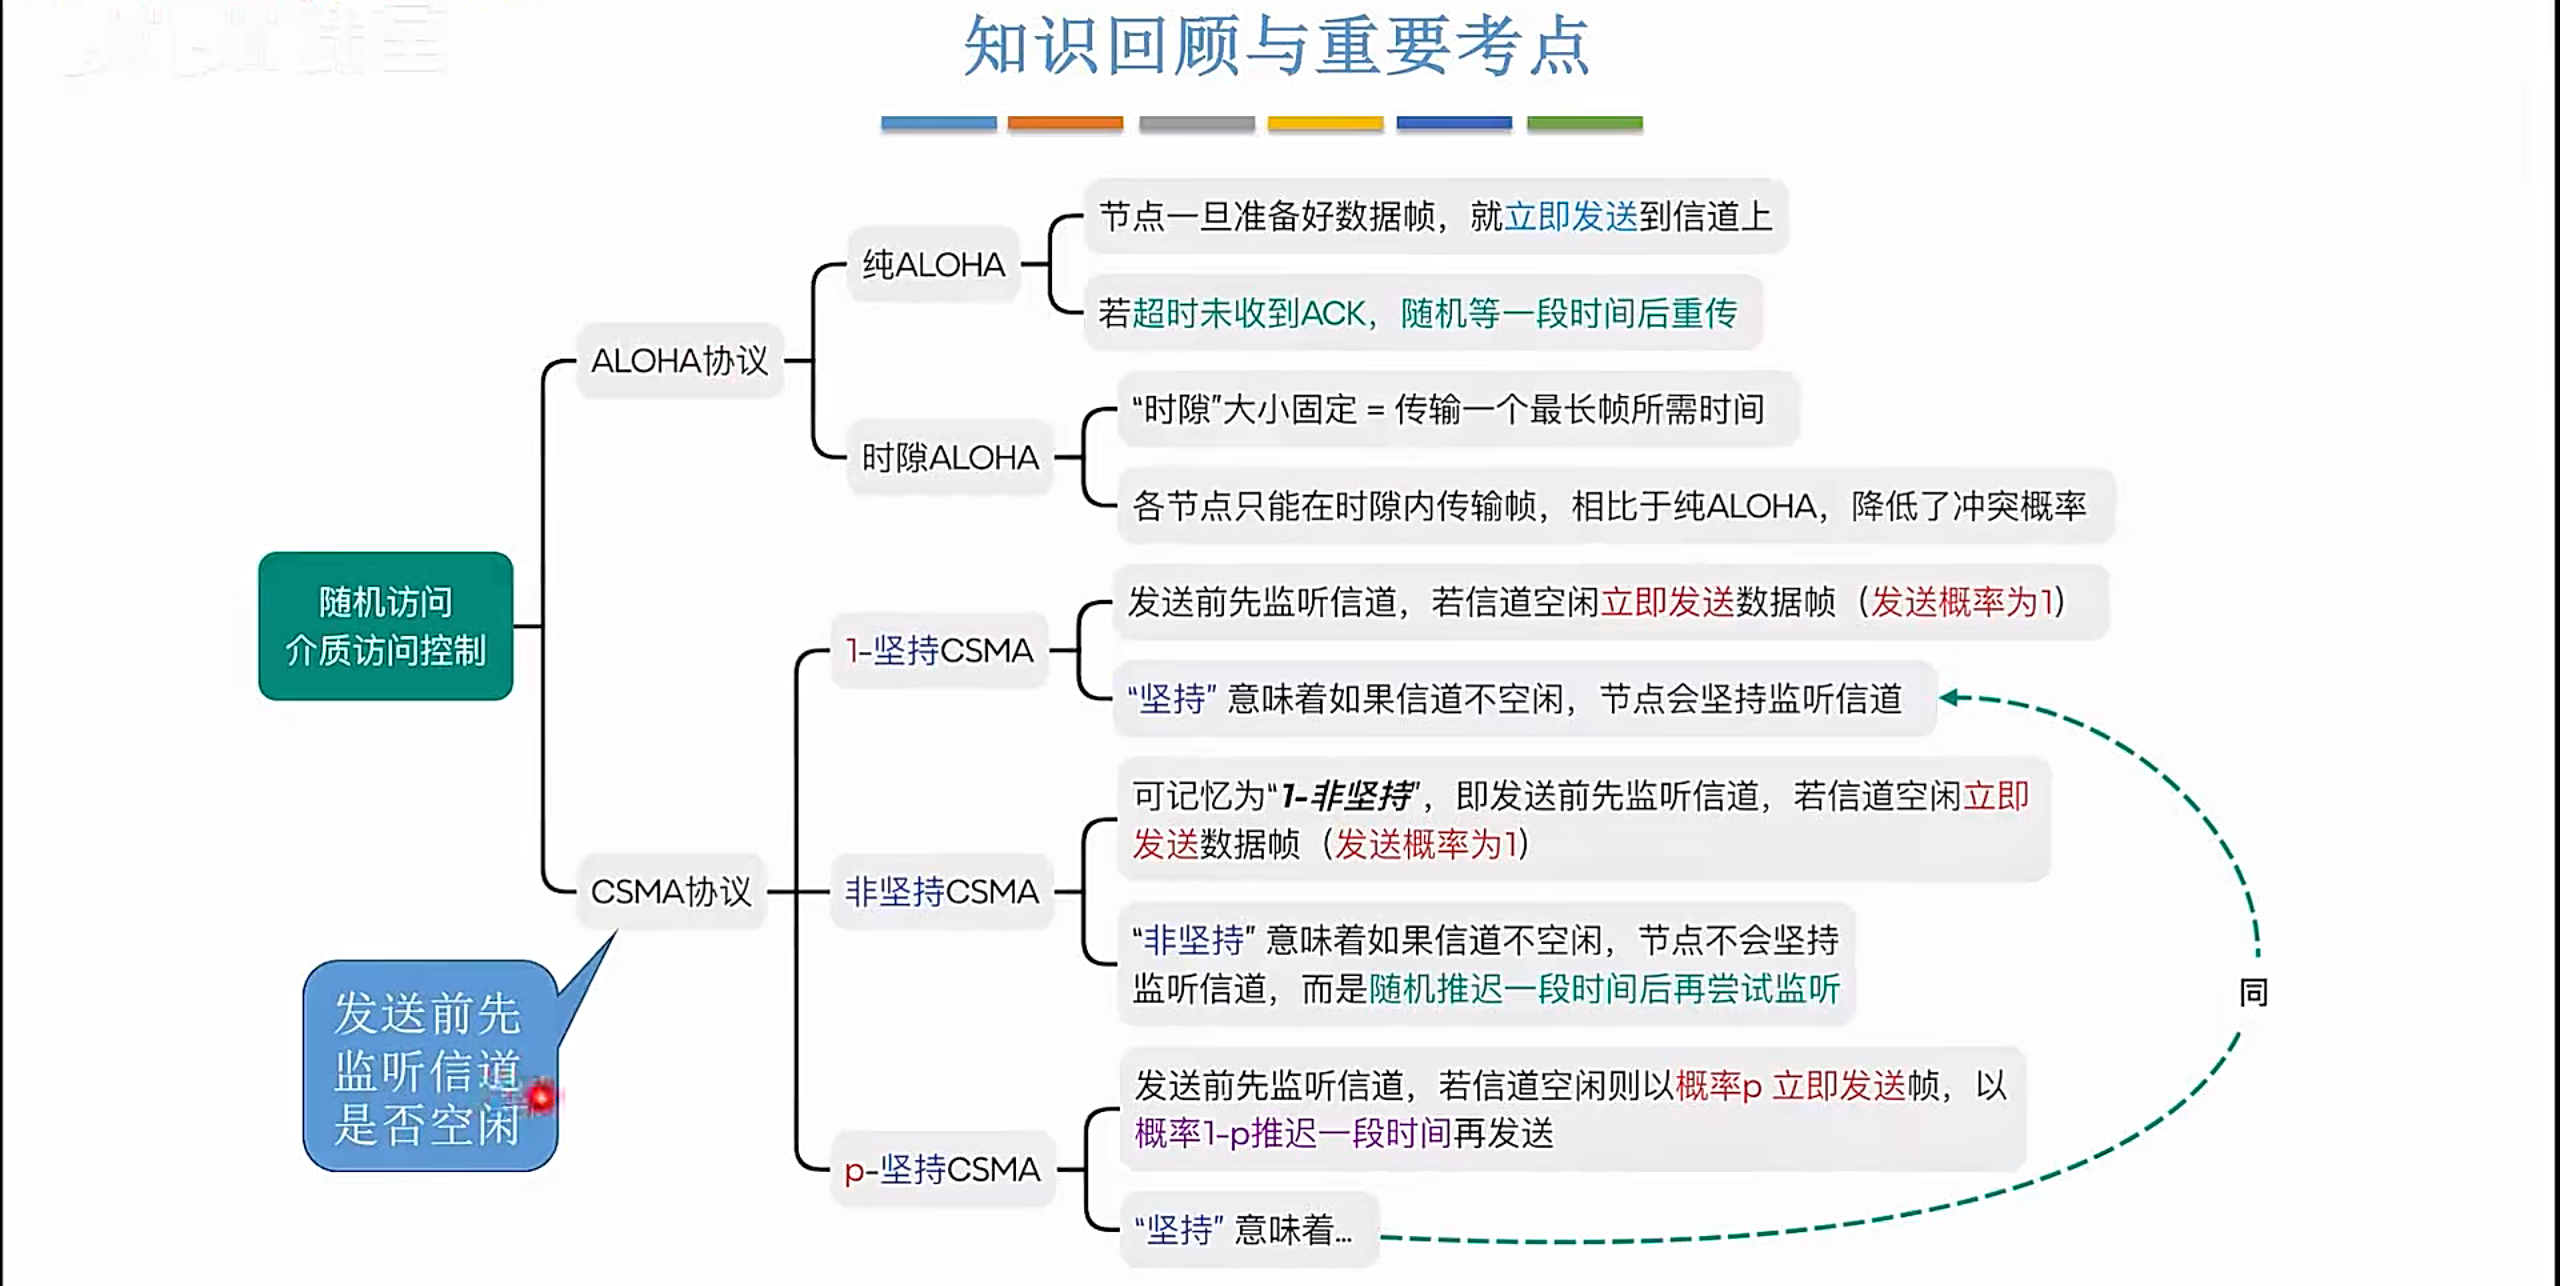 知识回顾与重要考点
节点一旦准备好数据帧，就立即发送到信道上
纯ALOHA
若超时未收到ACK，随机等一段时间后重传
ALOHA协议
“时隙”大小固定 = 传输一个最长帧所需时间
时隙ALOHA
各节点只能在时隙内传输帧，相比于纯ALOHA，降低了冲突概率
随机访问
介质访问控制
发送前先监听信道，若信道空闲立即发送数据帧（发送概率为1）
1-坚持CSMA
“坚持” 意味着如果信道不空闲，节点会坚持监听信道
可记忆为“1-非坚持”，即发送前先监听信道，若信道空闲立即
发送数据帧（发送概率为1）
CSMA协议
非坚持CSMA
“非坚持” 意味着如果信道不空闲，节点不会坚持
监听信道，而是随机推迟一段时间后再尝试监听
同
发送前先
监听信道
是否空闲
发送前先监听信道，若信道空闲则以概率p 立即发送帧，以
概率1-p推迟一段时间再发送
p-坚持CSMA
“坚持” 意味着...